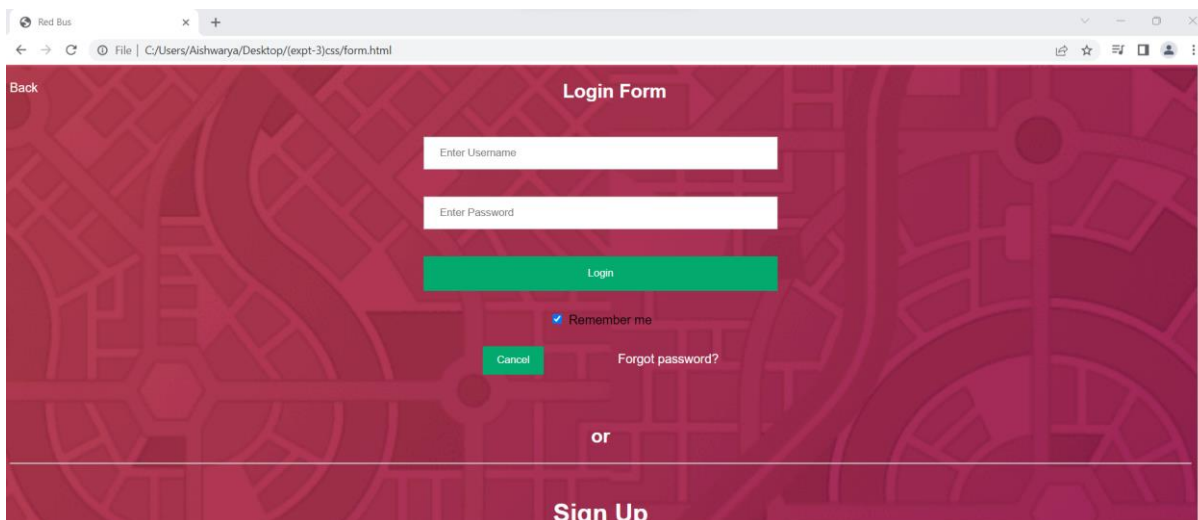 Red Bus
File | C:/Users/Aishwarya/Desktop/(expt-3)css/form.html
Back
Login Form
Enter Username
Enter Password
Login
Remember me
Cancel Forgot password?
or
Sign Up